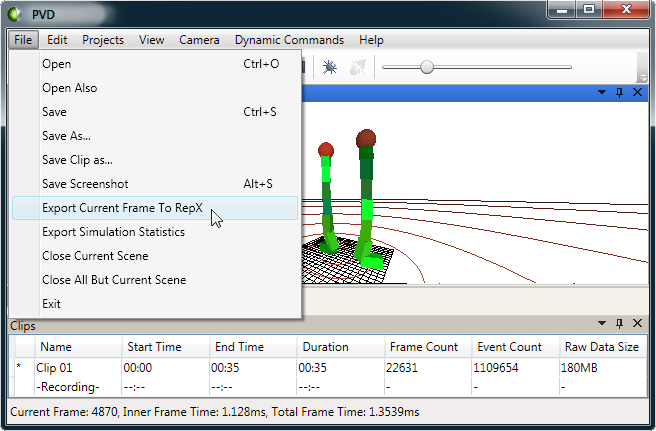 PVD
File Edit Projects View Camera Dynamic Commands Help
Open Ctrl+O
Open Also
Save Ctrl+S
Save As...
Save Clip as...
Save Screenshot Alt+S
Export Current Frame To RepX
Export Simulation Statistics
Close Current Scene
Close All But Current Scene
Exit
Clips
Name Start Time End Time Duration Frame Count Event Count Raw Data Size
* Clip 01 00:00 00:35 00:35 22631 1109654 180MB
-Recording- --:-- --:-- --:-- - - -
Current Frame: 4870, Inner Frame Time: 1.128ms, Total Frame Time: 1.3539ms